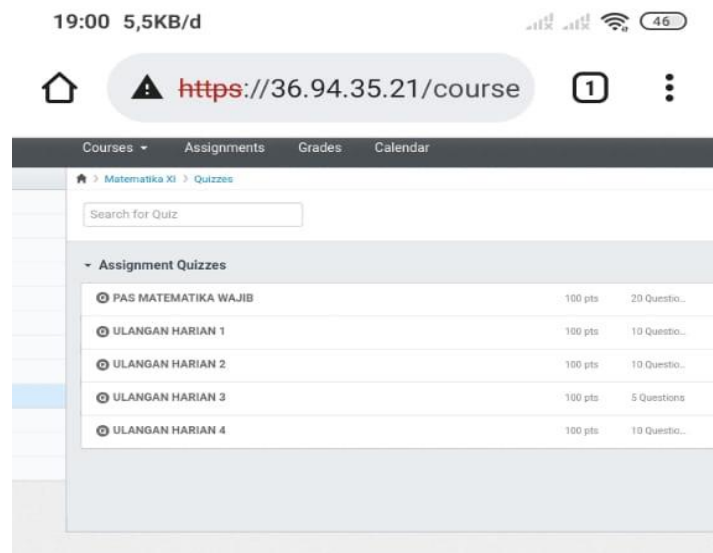 19:00 5,5KB/d 46
https://36.94.35.21/course 1
Courses Assignments Grades Calendar
Matematika XI > Quizzes
Search for Quiz
Assignment Quizzes
PAS MATEMATIKA WAJIB 100 pts 20 Questio...
ULANGAN HARIAN 1 100 pts 10 Questio...
ULANGAN HARIAN 2 100 pts 10 Questio...
ULANGAN HARIAN 3 100 pts 5 Questions
ULANGAN HARIAN 4 100 pts 10 Questio...